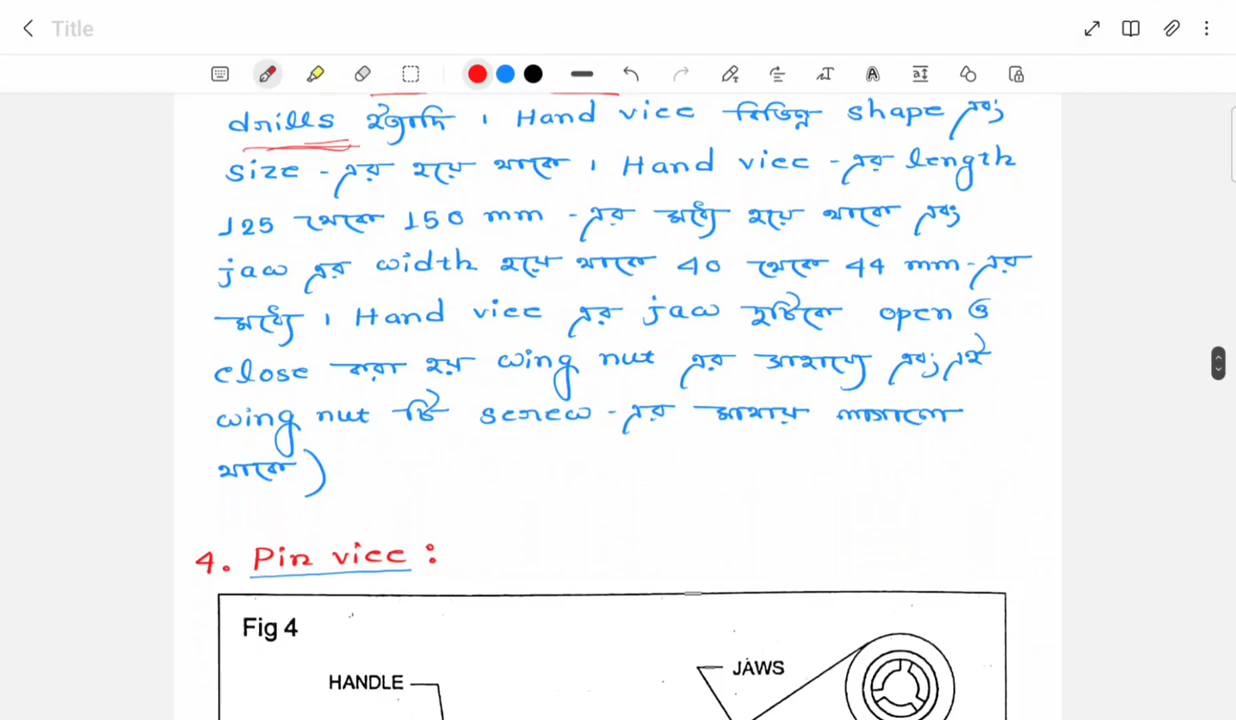 Title
drills ইত্যাদি । Hand vice বিভিন্ন shape এবং
size -এর হয়ে থাকে । Hand vice -এর length
125 থেকে 150 mm -এর মধ্যে হয়ে থাকে এবং
jaw এর width হয়ে থাকে 40 থেকে 44 mm-এর
মধ্যে । Hand vice এর jaw দুটিকে open ও
close করা হয় wing nut এর সাহায্যে এবং এই
wing nut টি screw -এর মাথায় লাগানো
থাকে)
4. Pin vice :
Fig 4
JAWS
HANDLE